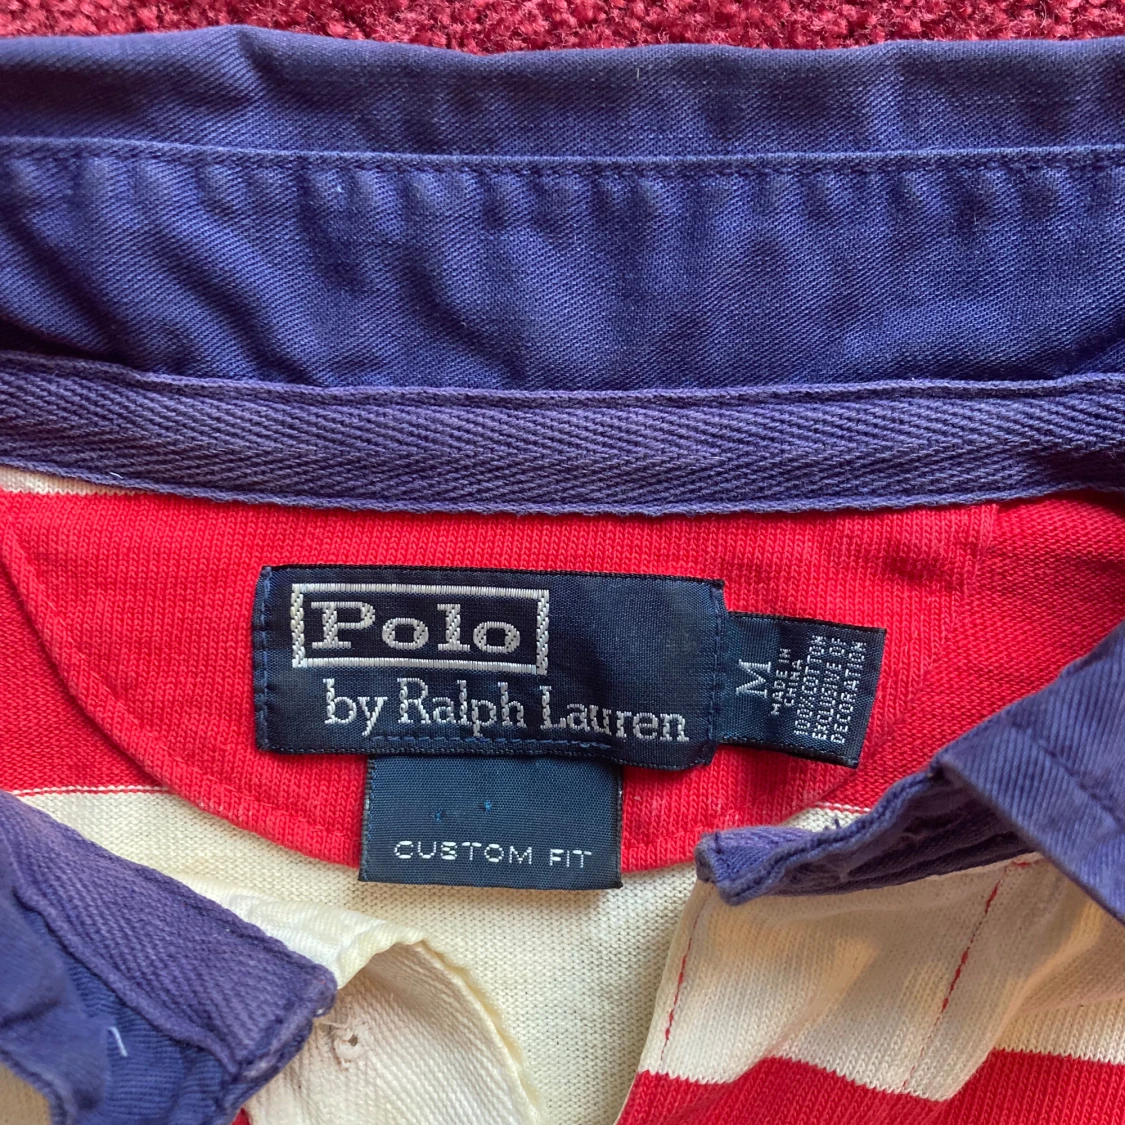 Polo
by Ralph Lauren
M
MADE IN
CHINA
100%COTTON
EXCLUSIVE OF
DECORATION
CUSTOM FIT